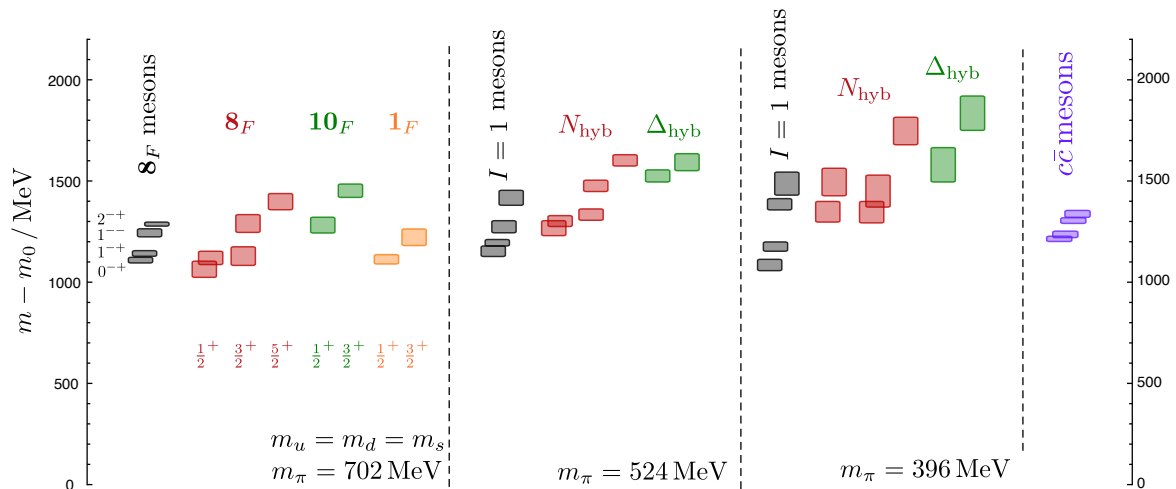 m − m₀ / MeV
2000
1500
1000
500
0
8_F mesons
2⁻⁺
1⁻⁻
1⁻⁺
0⁻⁺
8_F 10_F 1_F
1/2⁺ 3/2⁺ 5/2⁺ 1/2⁺ 3/2⁺ 1/2⁺ 3/2⁺
m_u = m_d = m_s
m_π = 702 MeV
I = 1 mesons
N_hyb Δ_hyb
m_π = 524 MeV
I = 1 mesons
N_hyb Δ_hyb
m_π = 396 MeV
cc̄ mesons
2000
1500
1000
500
0